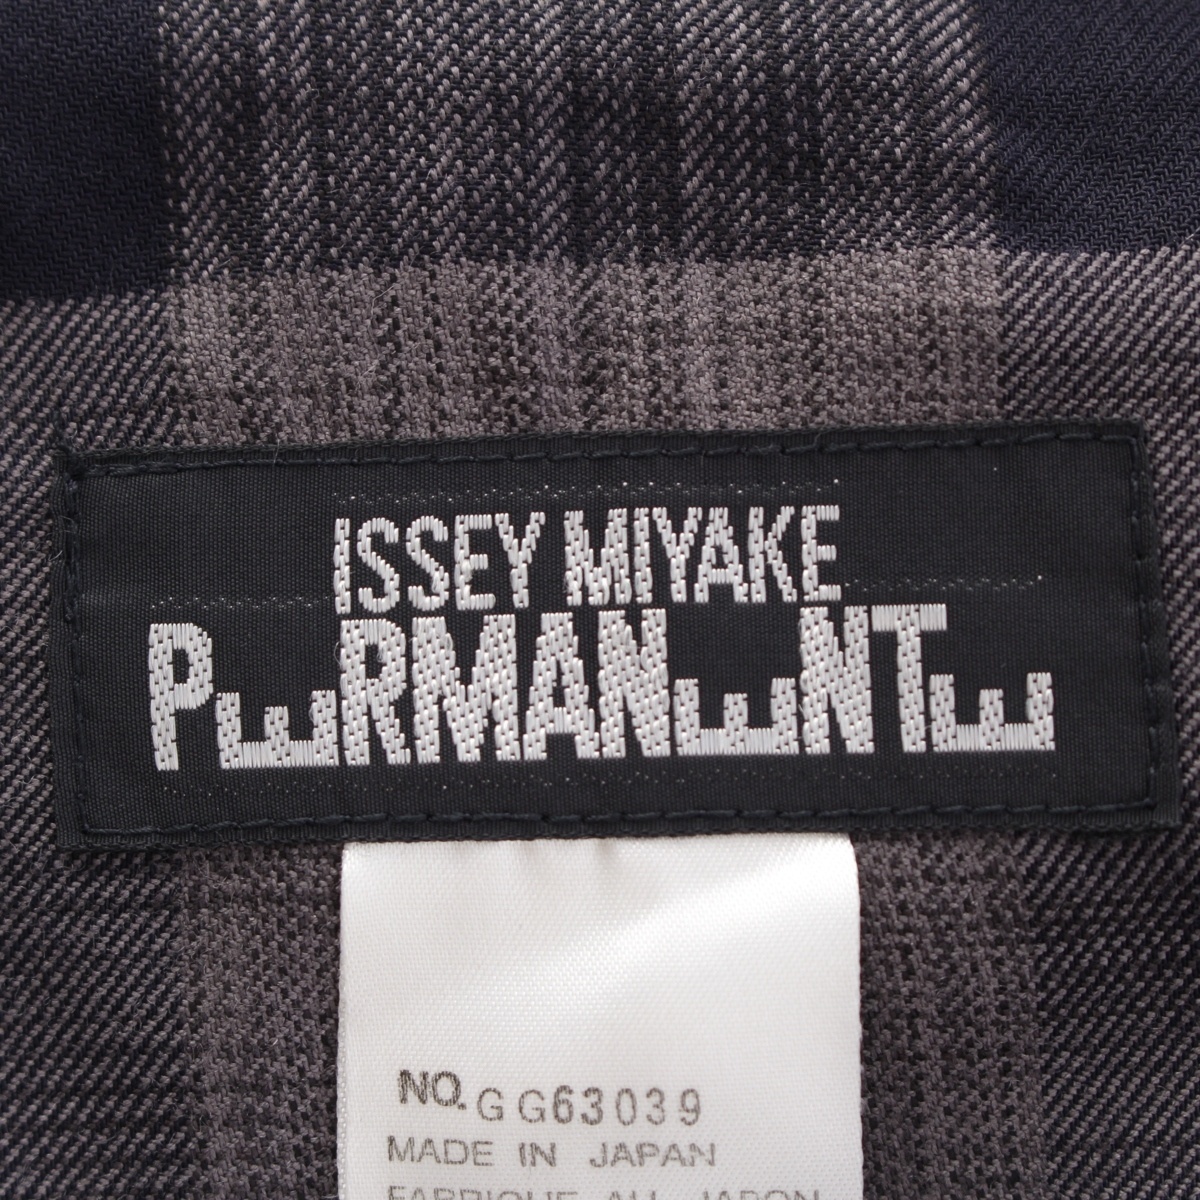 ISSEY MIYAKE
PERMANENTE
NO. GG63039
MADE IN JAPAN
FABRIQUE AU JAPON